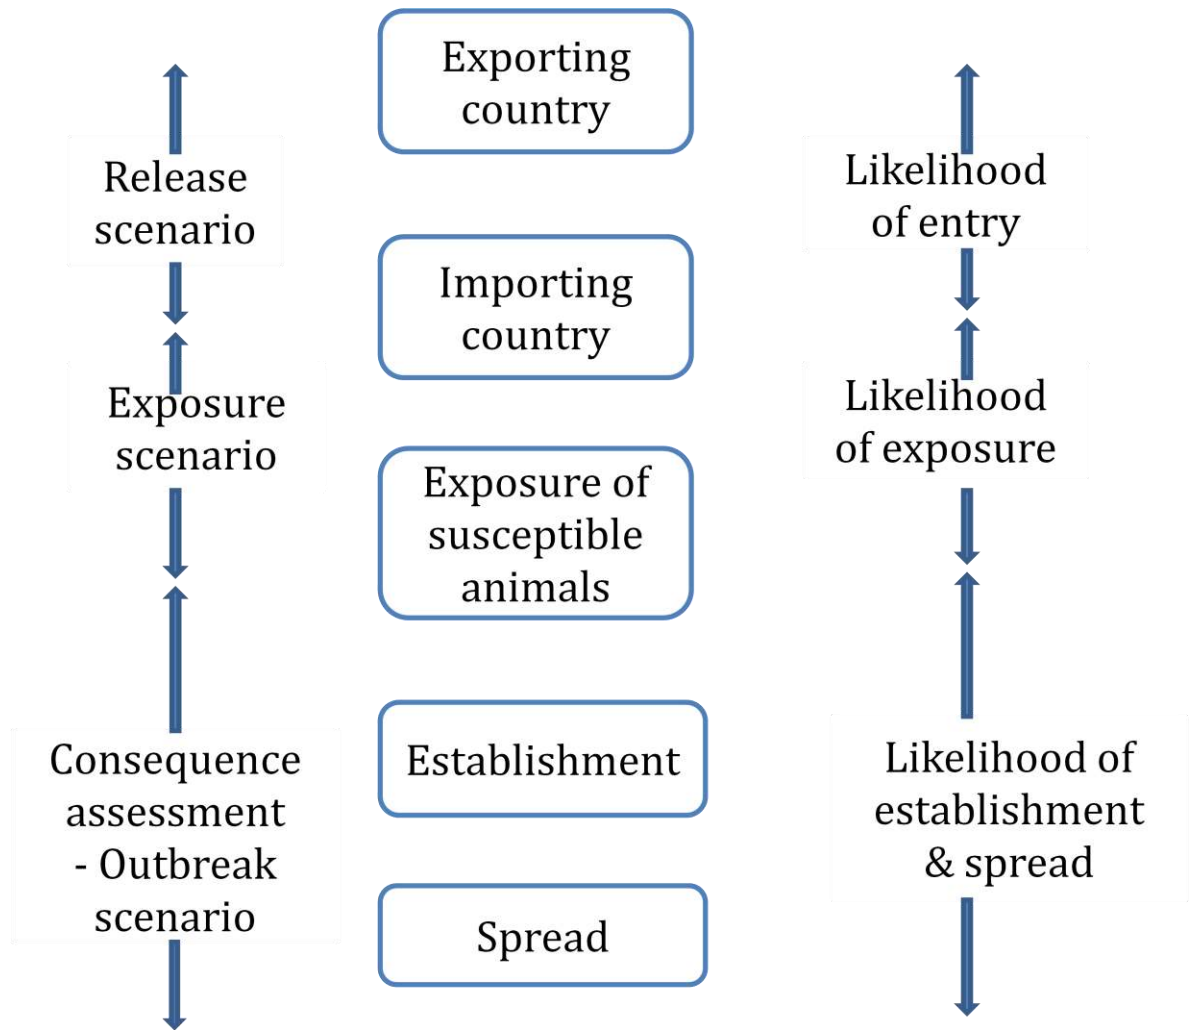 Exporting
country
Release
scenario
Likelihood
of entry
Importing
country
Exposure
scenario
Likelihood
of exposure
Exposure of
susceptible
animals
Consequence
assessment
- Outbreak
scenario
Establishment
Likelihood of
establishment
& spread
Spread